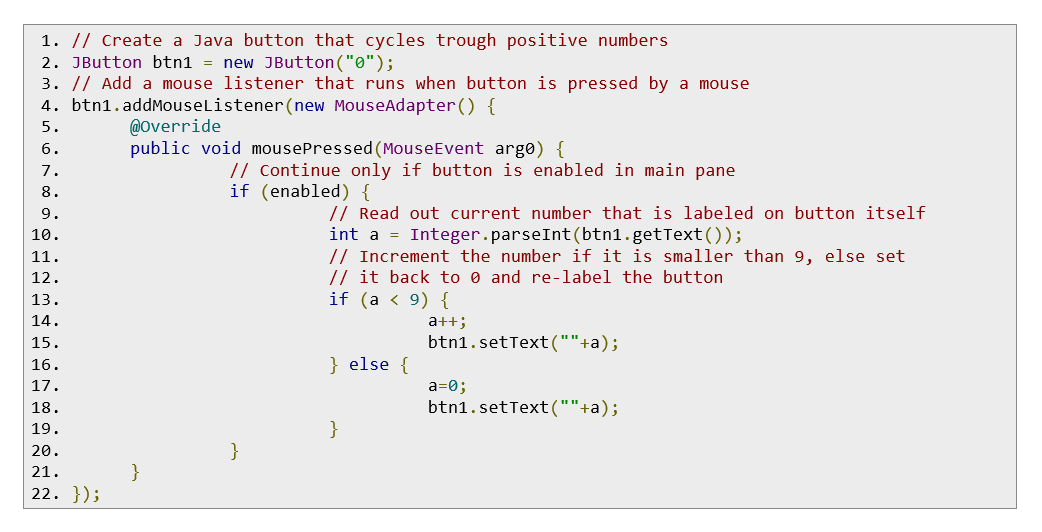 1. // Create a Java button that cycles trough positive numbers
2. JButton btn1 = new JButton("0");
3. // Add a mouse listener that runs when button is pressed by a mouse
4. btn1.addMouseListener(new MouseAdapter() {
5. @Override
6. public void mousePressed(MouseEvent arg0) {
7. // Continue only if button is enabled in main pane
8. if (enabled) {
9. // Read out current number that is labeled on button itself
10. int a = Integer.parseInt(btn1.getText());
11. // Increment the number if it is smaller than 9, else set
12. // it back to 0 and re-label the button
13. if (a < 9) {
14. a++;
15. btn1.setText(""+a);
16. } else {
17. a=0;
18. btn1.setText(""+a);
19. }
20. }
21. }
22. });